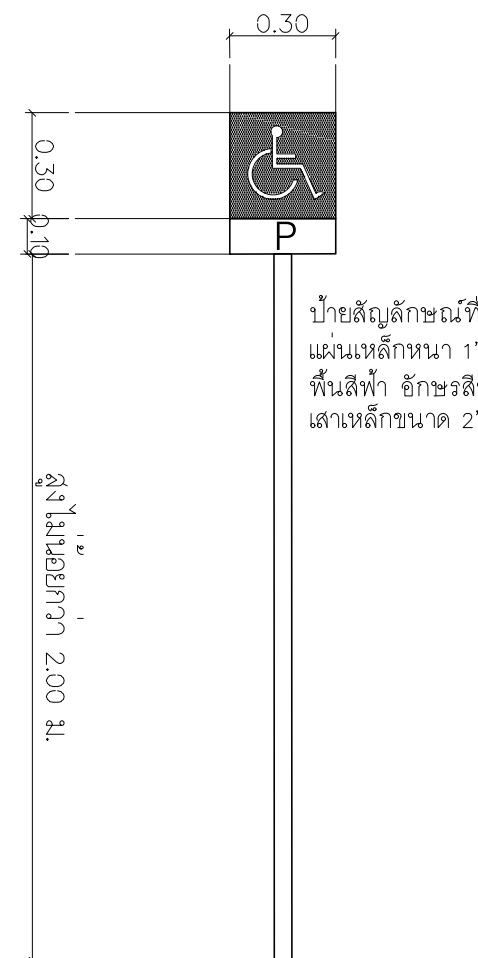 0.30
0.30
0.10
P
ป้ายสัญลักษณ์ที่
แผ่นเหล็กหนา 1"
พื้นสีฟ้า อักษรสี
เสาเหล็กขนาด 2"
สูงไม่น้อยกว่า 2.00 ม.